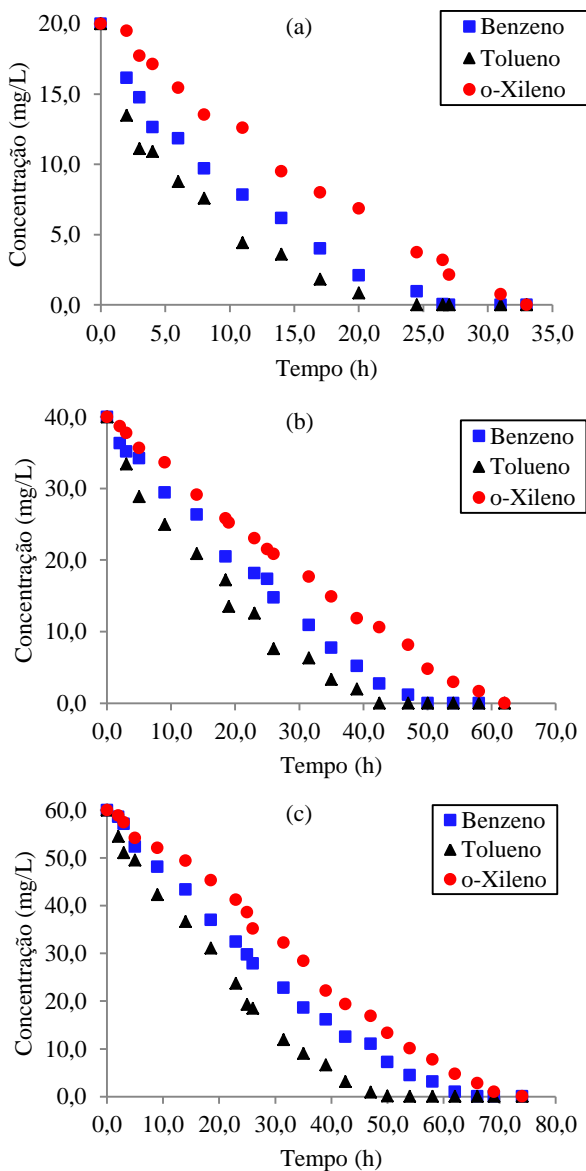 (a)
Benzeno
Tolueno
o-Xileno
Concentração (mg/L)
20,0
15,0
10,0
5,0
0,0
0,0 5,0 10,0 15,0 20,0 25,0 30,0 35,0
Tempo (h)
(b)
Benzeno
Tolueno
o-Xileno
Concentração (mg/L)
40,0
30,0
20,0
10,0
0,0
0,0 10,0 20,0 30,0 40,0 50,0 60,0 70,0
Tempo (h)
(c)
Benzeno
Tolueno
o-Xileno
Concentração (mg/L)
60,0
50,0
40,0
30,0
20,0
10,0
0,0
0,0 10,0 20,0 30,0 40,0 50,0 60,0 70,0 80,0
Tempo (h)